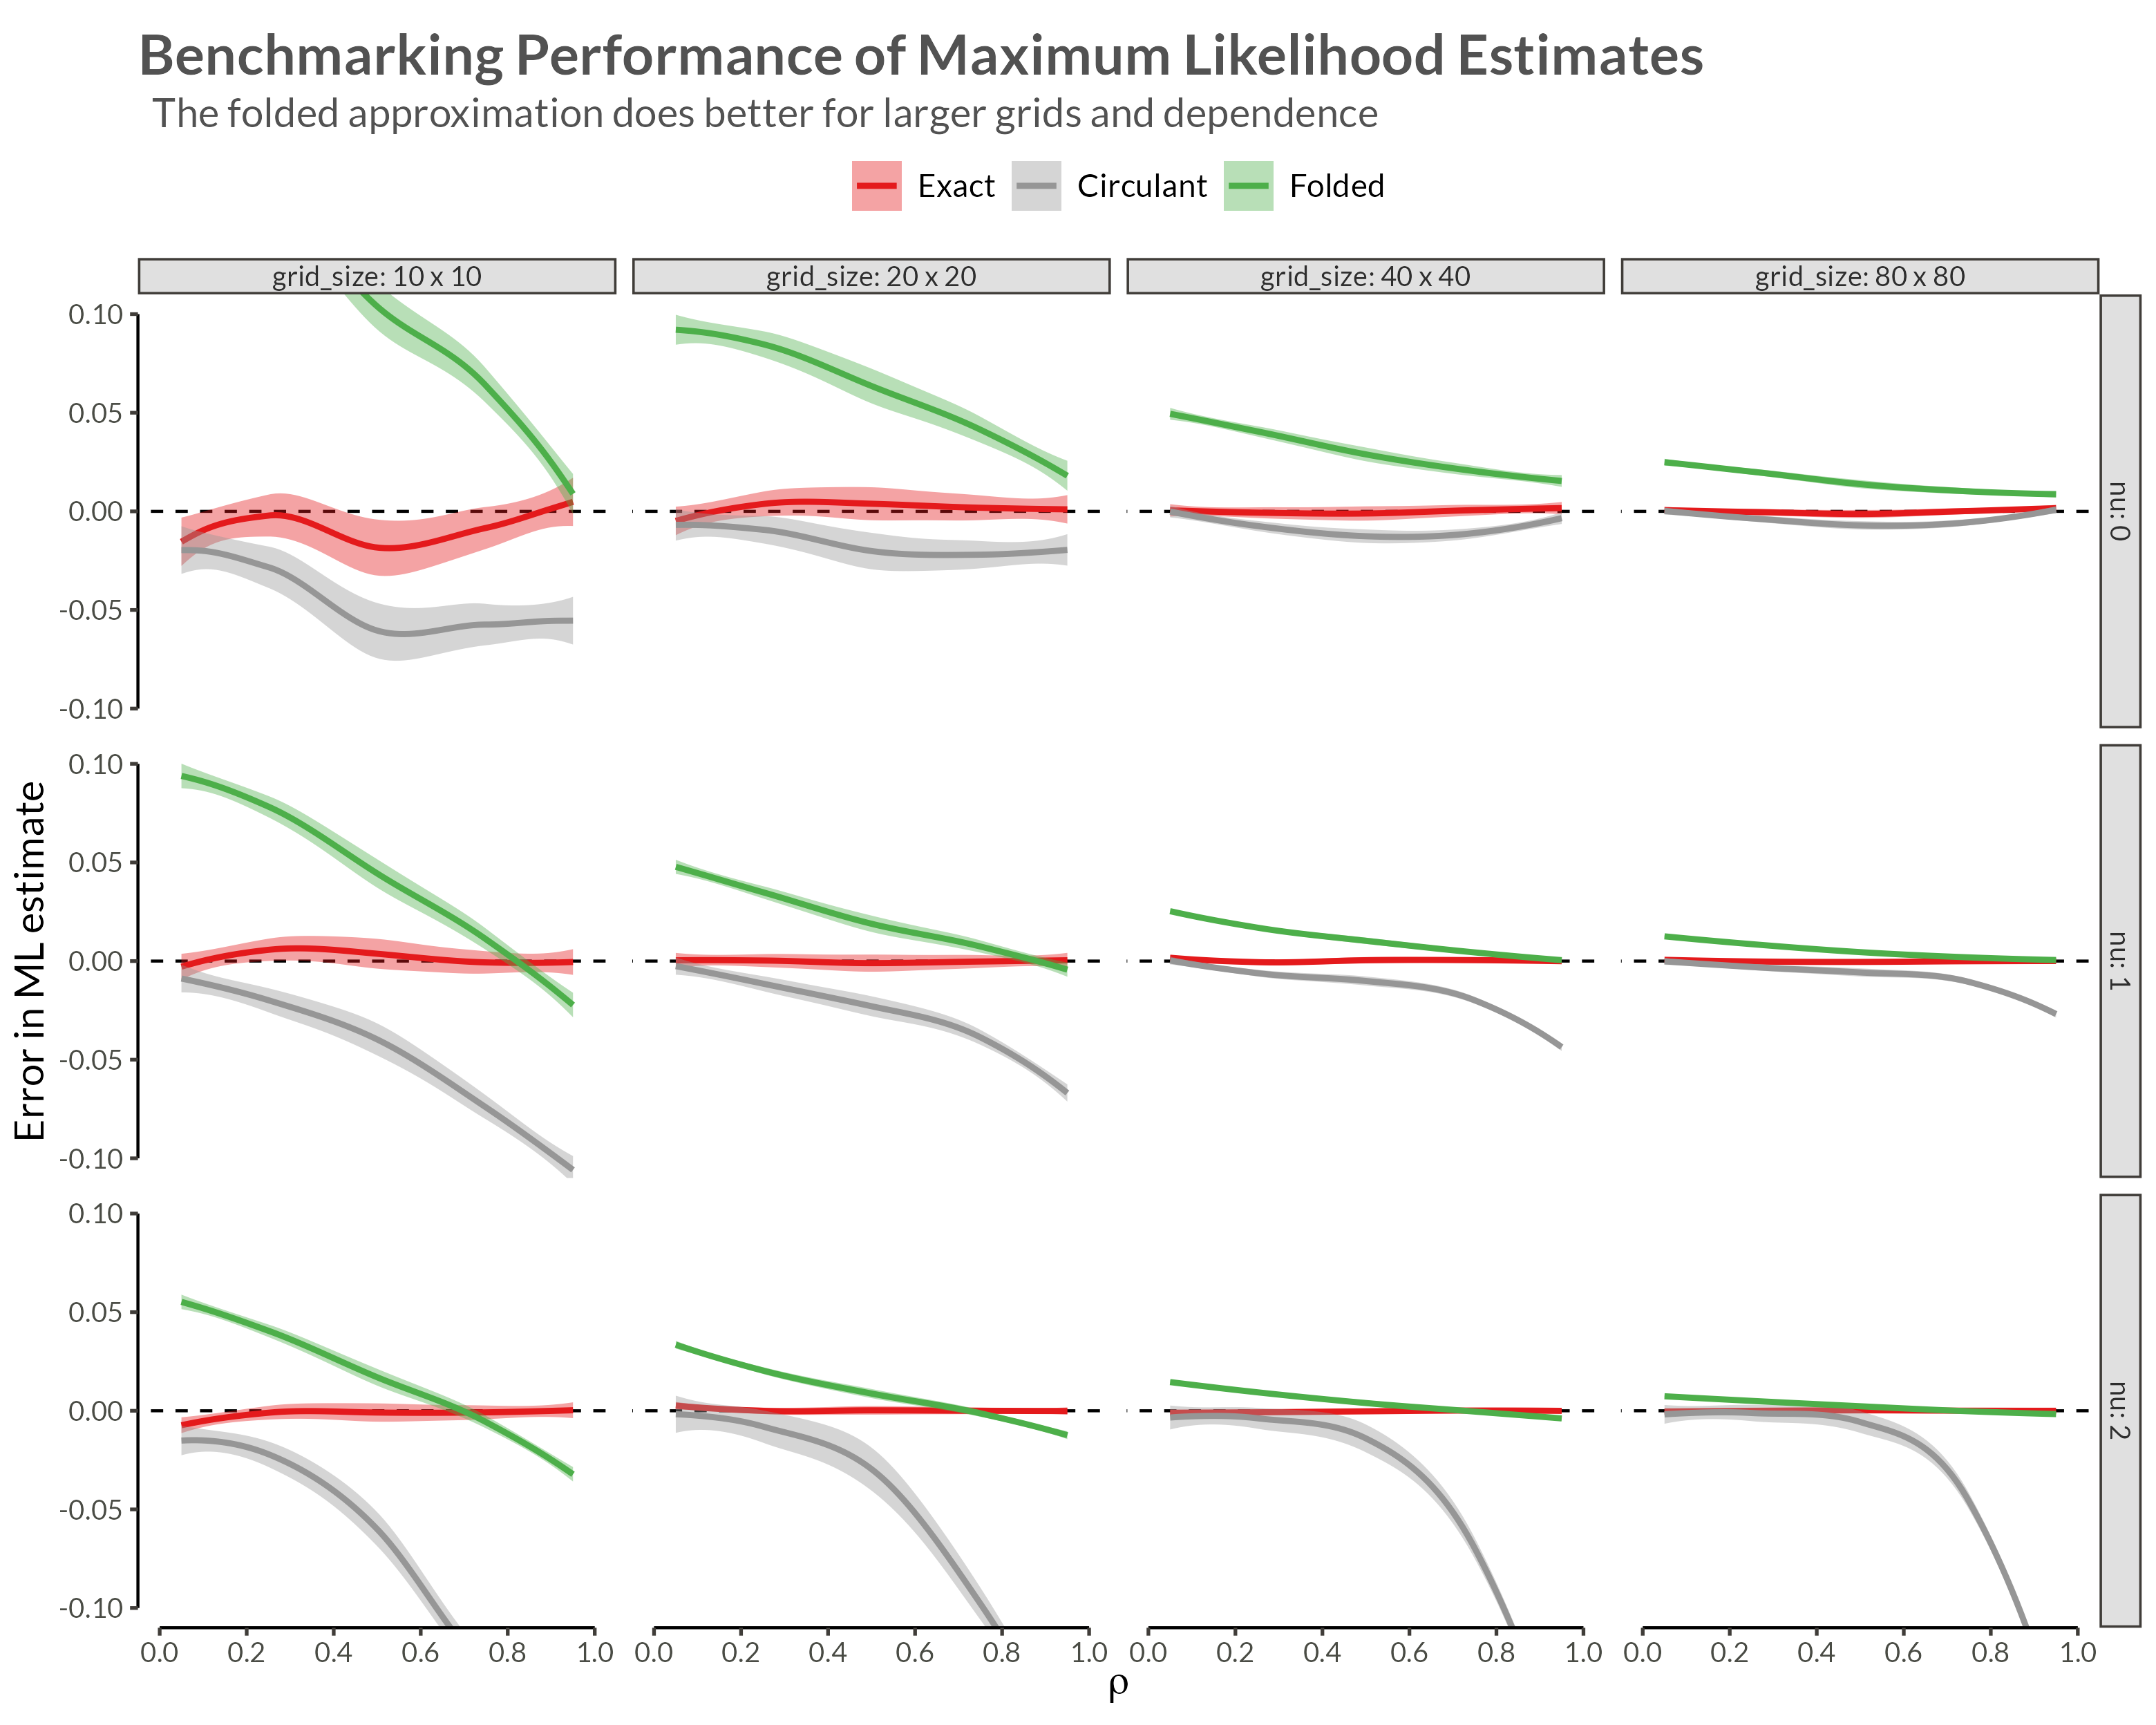 Benchmarking Performance of Maximum Likelihood Estimates
The folded approximation does better for larger grids and dependence
Exact Circulant Folded
grid_size: 10 x 10 grid_size: 20 x 20 grid_size: 40 x 40 grid_size: 80 x 80
0.10
0.05
0.00
-0.05
-0.10
nu: 0
Error in ML estimate
0.10
0.05
0.00
-0.05
-0.10
nu: 1
0.10
0.05
0.00
-0.05
-0.10
nu: 2
0.0 0.2 0.4 0.6 0.8 1.0 0.0 0.2 0.4 0.6 0.8 1.0 0.0 0.2 0.4 0.6 0.8 1.0 0.0 0.2 0.4 0.6 0.8 1.0
ρ